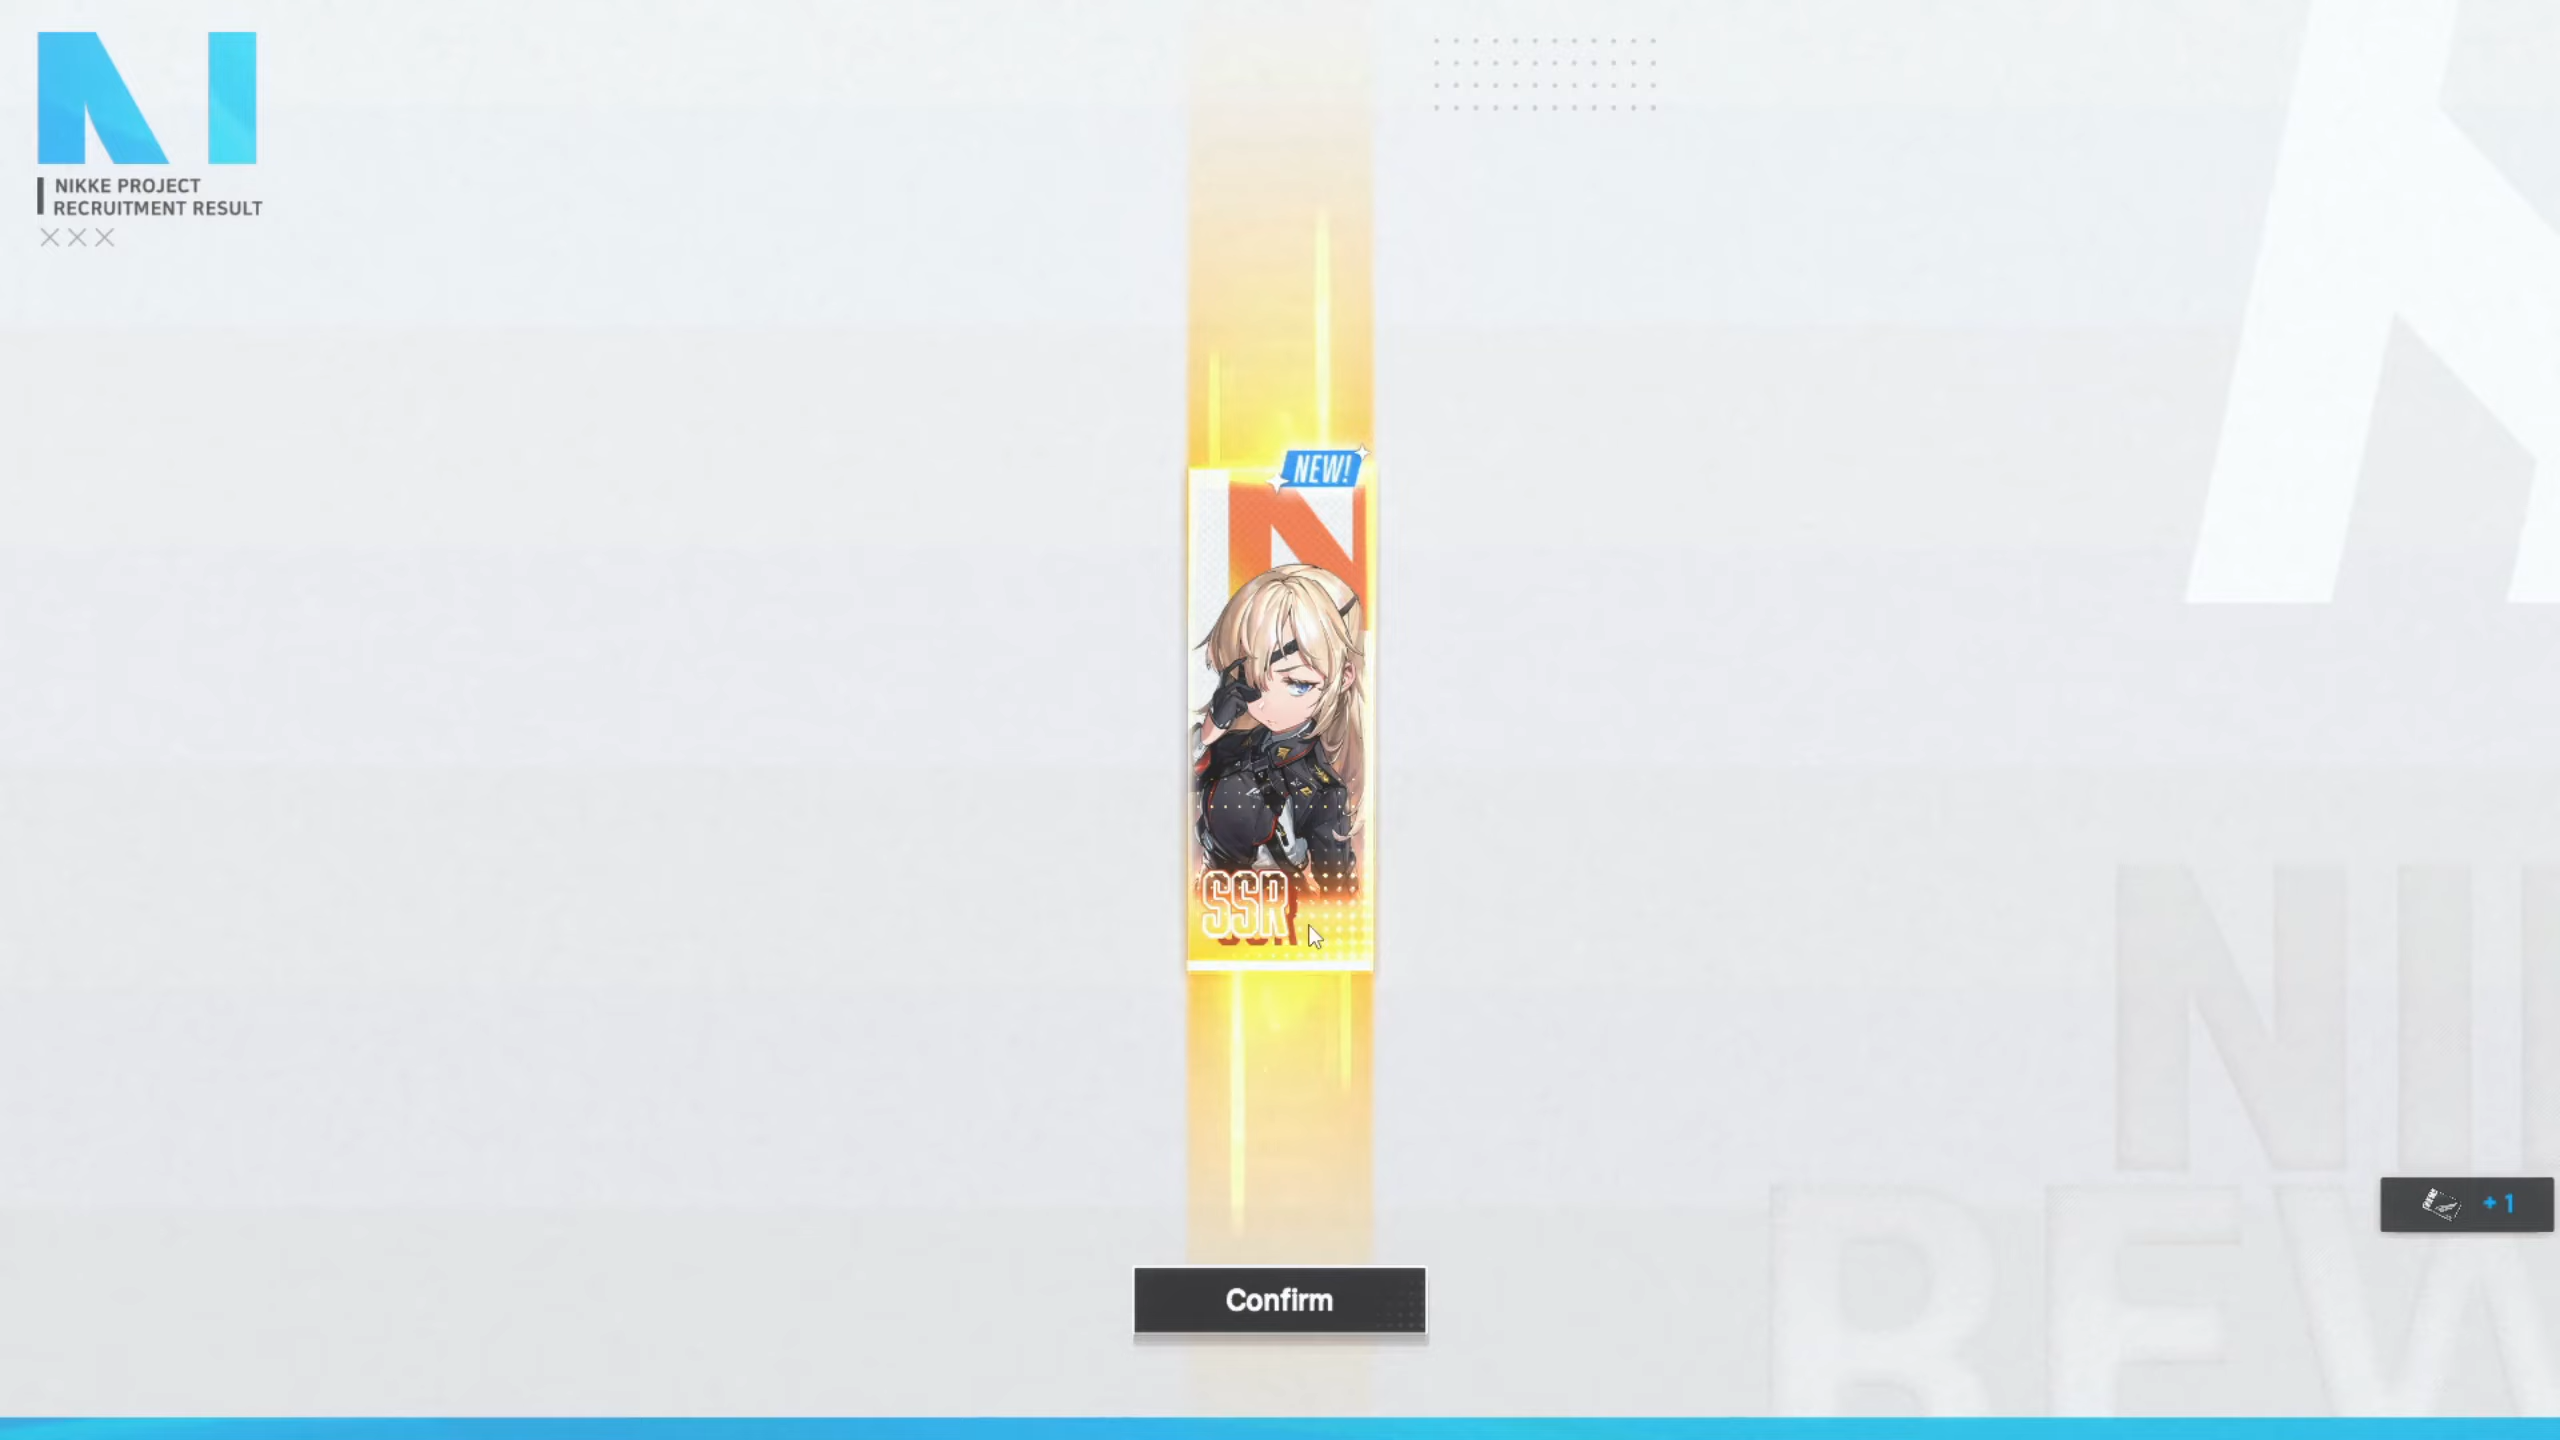 NIKKE PROJECT
RECRUITMENT RESULT
NEW!
N
SSR
+1
Confirm